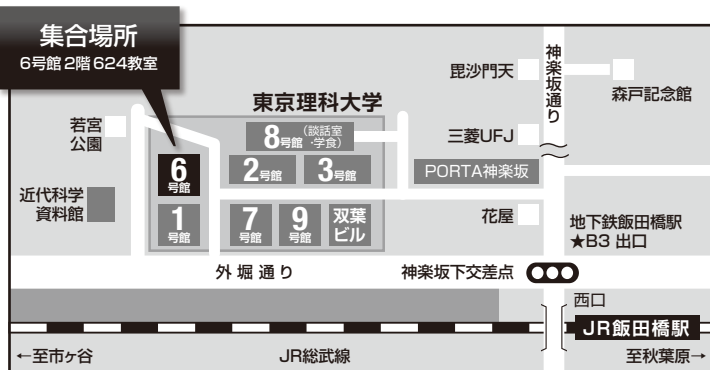 集合場所
6号館2階624教室
東京理科大学
若宮
公園
近代科学
資料館
6
号館
1
号館
8号館(談話室
・学食)
2号館
3号館
7
号館
9
号館
双葉
ビル
毘沙門天
神楽坂通り
森戸記念館
三菱UFJ
PORTA神楽坂
花屋
地下鉄飯田橋駅
★B3 出口
外堀通り
神楽坂下交差点
西口
JR飯田橋駅
←至市ヶ谷
JR総武線
至秋葉原→